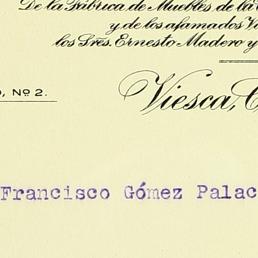 De la Fábrica de Muebles, de la
y de los afamados
los Sres. Ernesto Madero y
Nº 2.
Viesca,
Francisco Gómez Palac